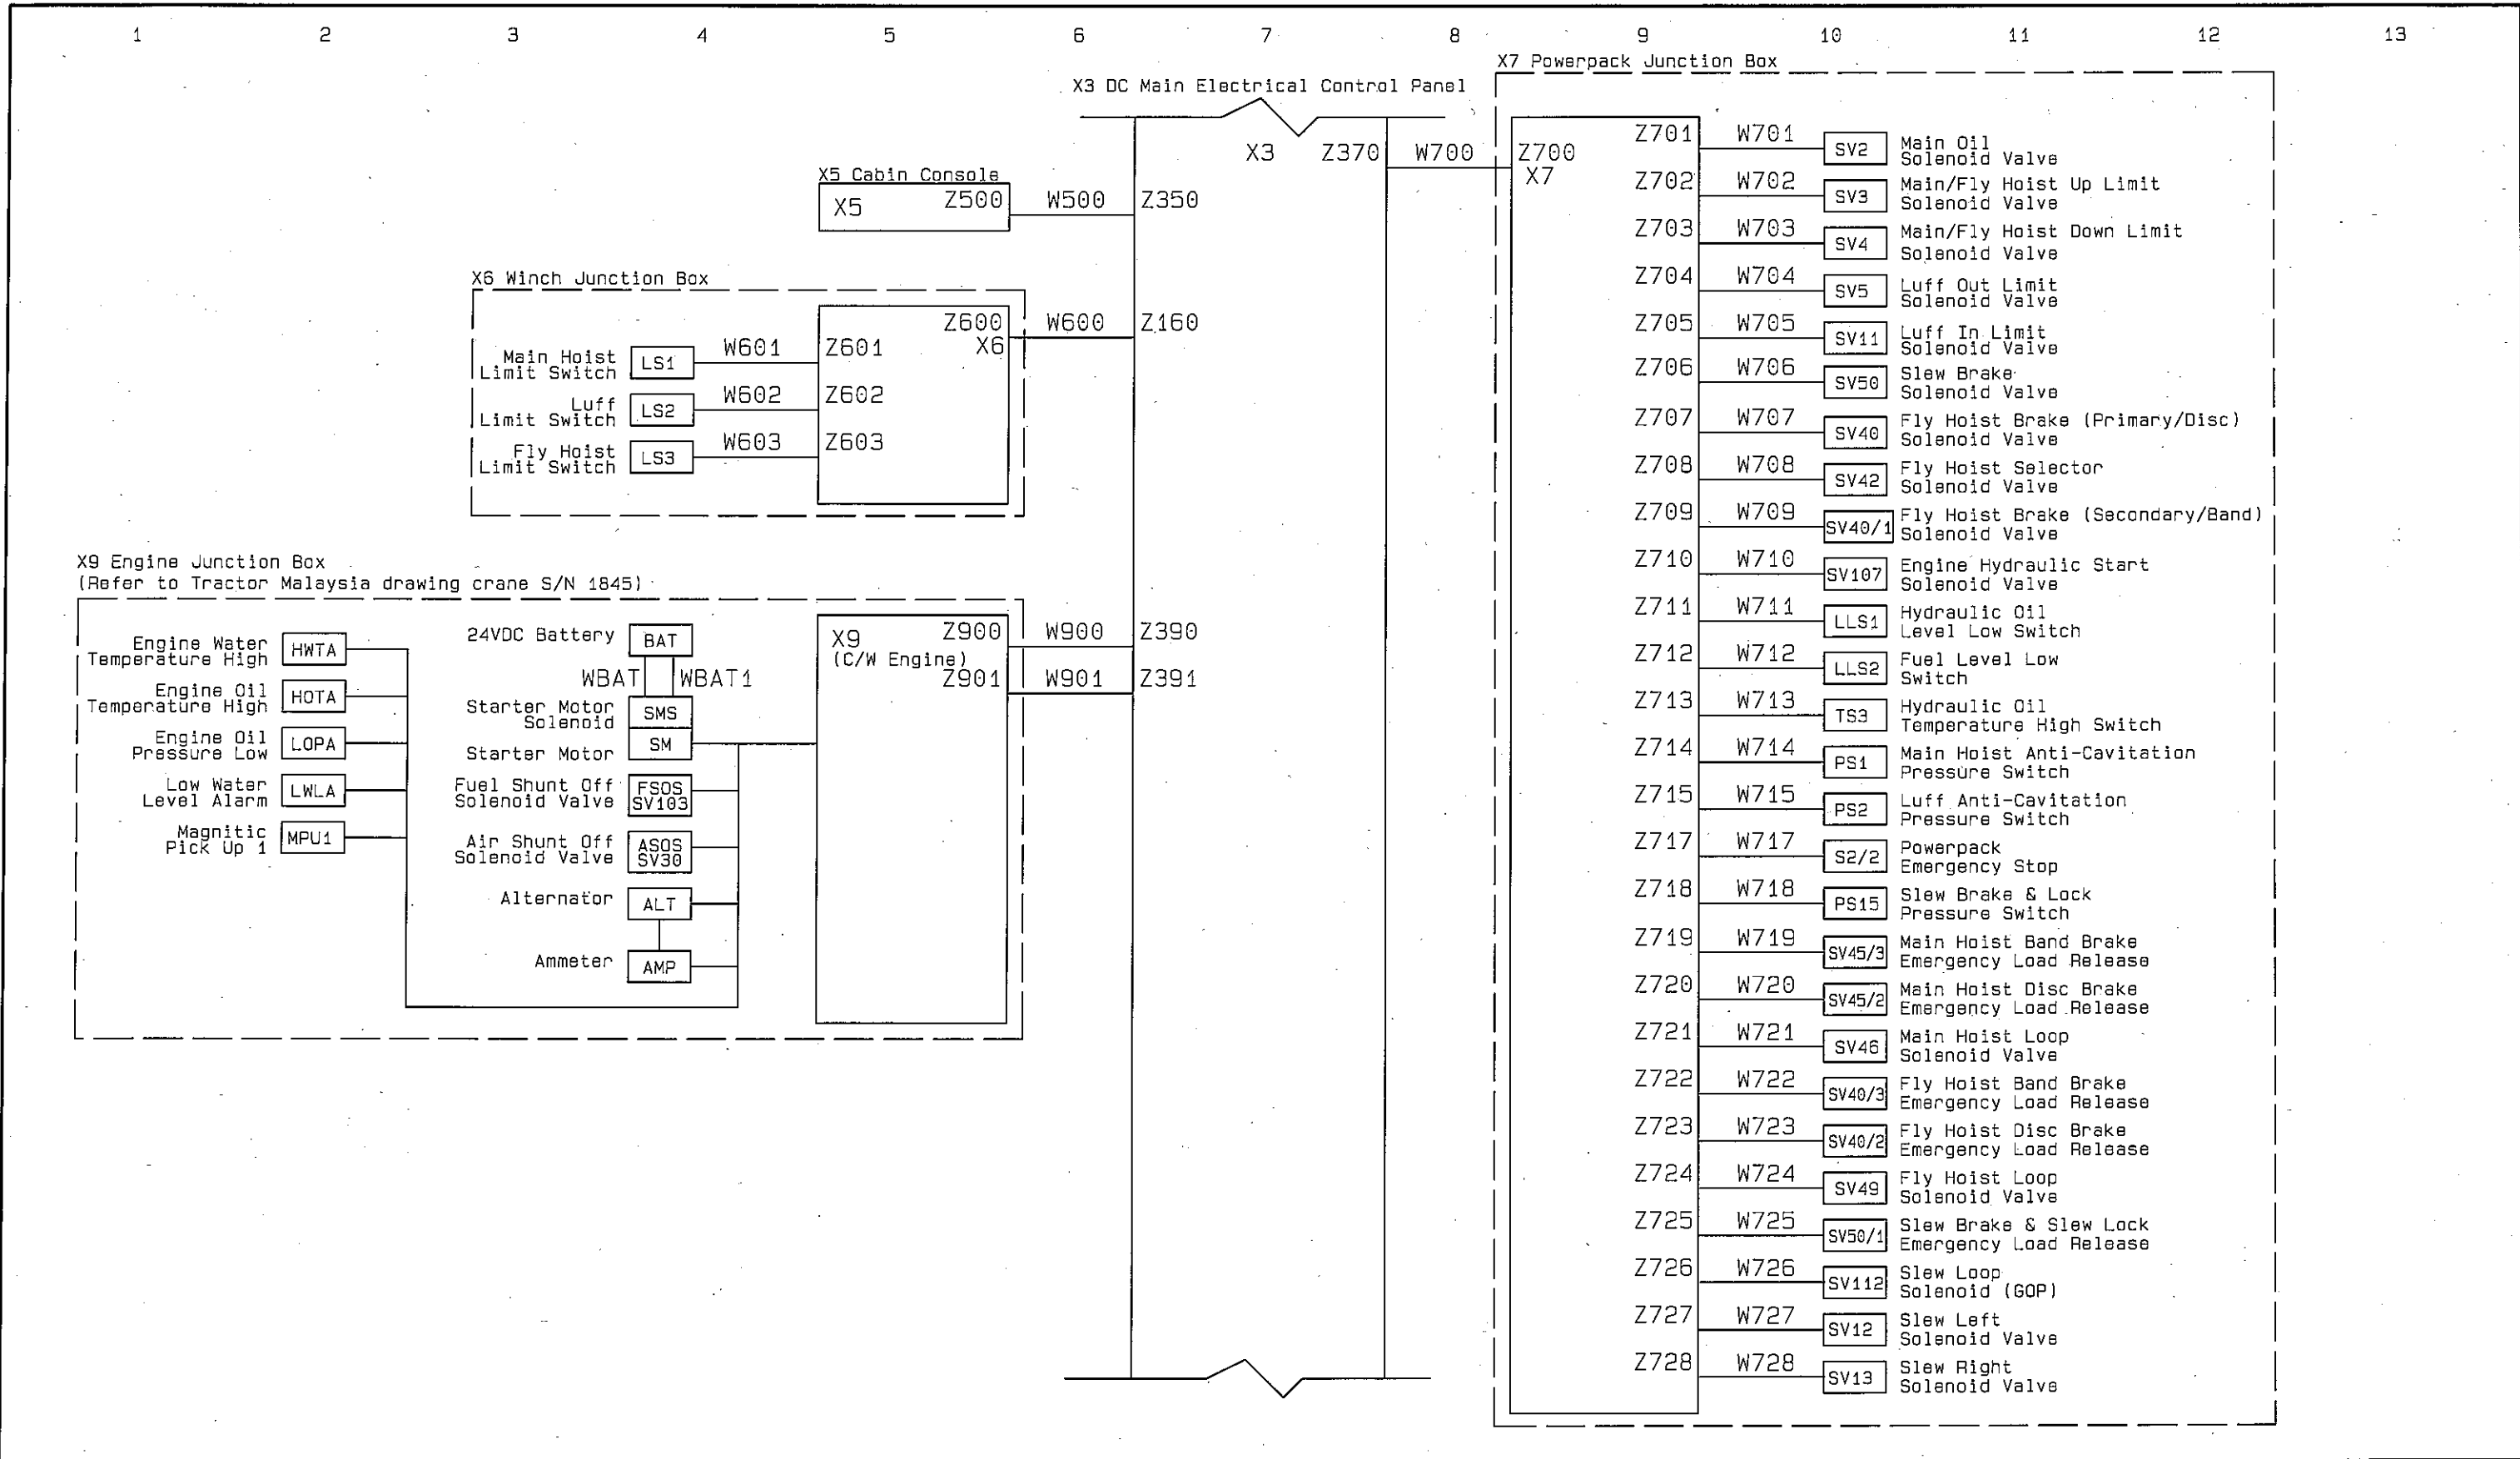 1 2 3 4 5 6 7 8 9 10 11 12 13
X3 DC Main Electrical Control Panel
X3 Z370 W700
X5 Cabin Console
X5 Z500 W500 Z350
X6 Winch Junction Box
Z600 W600 Z160
X6
Main Hoist
Limit Switch LS1 W601 Z601
Luff
Limit Switch LS2 W602 Z602
Fly Hoist
Limit Switch LS3 W603 Z603
X9 Engine Junction Box
(Refer to Tractor Malaysia drawing crane S/N 1845)
Engine Water
Temperature High HWTA
Engine Oil
Temperature High HOTA
Engine Oil
Pressure Low LOPA
Low Water
Level Alarm LWLA
Magnitic
Pick Up 1 MPU1
24VDC Battery BAT
WBAT WBAT1
Starter Motor
Solenoid SMS
Starter Motor SM
Fuel Shunt Off
Solenoid Valve FSOS
SV103
Air Shunt Off
Solenoid Valve ASOS
SV30
Alternator ALT
Ammeter AMP
X9 Z900 W900 Z390
(C/W Engine)
Z901 W901 Z391
X7 Powerpack Junction Box
Z700
X7
Z701 W701 SV2 Main Oil
Solenoid Valve
Z702 W702 SV3 Main/Fly Hoist Up Limit
Solenoid Valve
Z703 W703 SV4 Main/Fly Hoist Down Limit
Solenoid Valve
Z704 W704 SV5 Luff Out Limit
Solenoid Valve
Z705 W705 SV11 Luff In Limit
Solenoid Valve
Z706 W706 SV50 Slew Brake
Solenoid Valve
Z707 W707 SV40 Fly Hoist Brake (Primary/Disc)
Solenoid Valve
Z708 W708 SV42 Fly Hoist Selector
Solenoid Valve
Z709 W709 SV40/1 Fly Hoist Brake (Secondary/Band)
Solenoid Valve
Z710 W710 SV107 Engine Hydraulic Start
Solenoid Valve
Z711 W711 LLS1 Hydraulic Oil
Level Low Switch
Z712 W712 LLS2 Fuel Level Low
Switch
Z713 W713 TS3 Hydraulic Oil
Temperature High Switch
Z714 W714 PS1 Main Hoist Anti-Cavitation
Pressure Switch
Z715 W715 PS2 Luff Anti-Cavitation
Pressure Switch
Z717 W717 S2/2 Powerpack
Emergency Stop
Z718 W718 PS15 Slew Brake & Lock
Pressure Switch
Z719 W719 SV45/3 Main Hoist Band Brake
Emergency Load Release
Z720 W720 SV45/2 Main Hoist Disc Brake
Emergency Load Release
Z721 W721 SV46 Main Hoist Loop
Solenoid Valve
Z722 W722 SV40/3 Fly Hoist Band Brake
Emergency Load Release
Z723 W723 SV40/2 Fly Hoist Disc Brake
Emergency Load Release
Z724 W724 SV49 Fly Hoist Loop
Solenoid Valve
Z725 W725 SV50/1 Slew Brake & Slew Lock
Emergency Load Release
Z726 W726 SV112 Slew Loop
Solenoid (GOP)
Z727 W727 SV12 Slew Left
Solenoid Valve
Z728 W728 SV13 Slew Right
Solenoid Valve